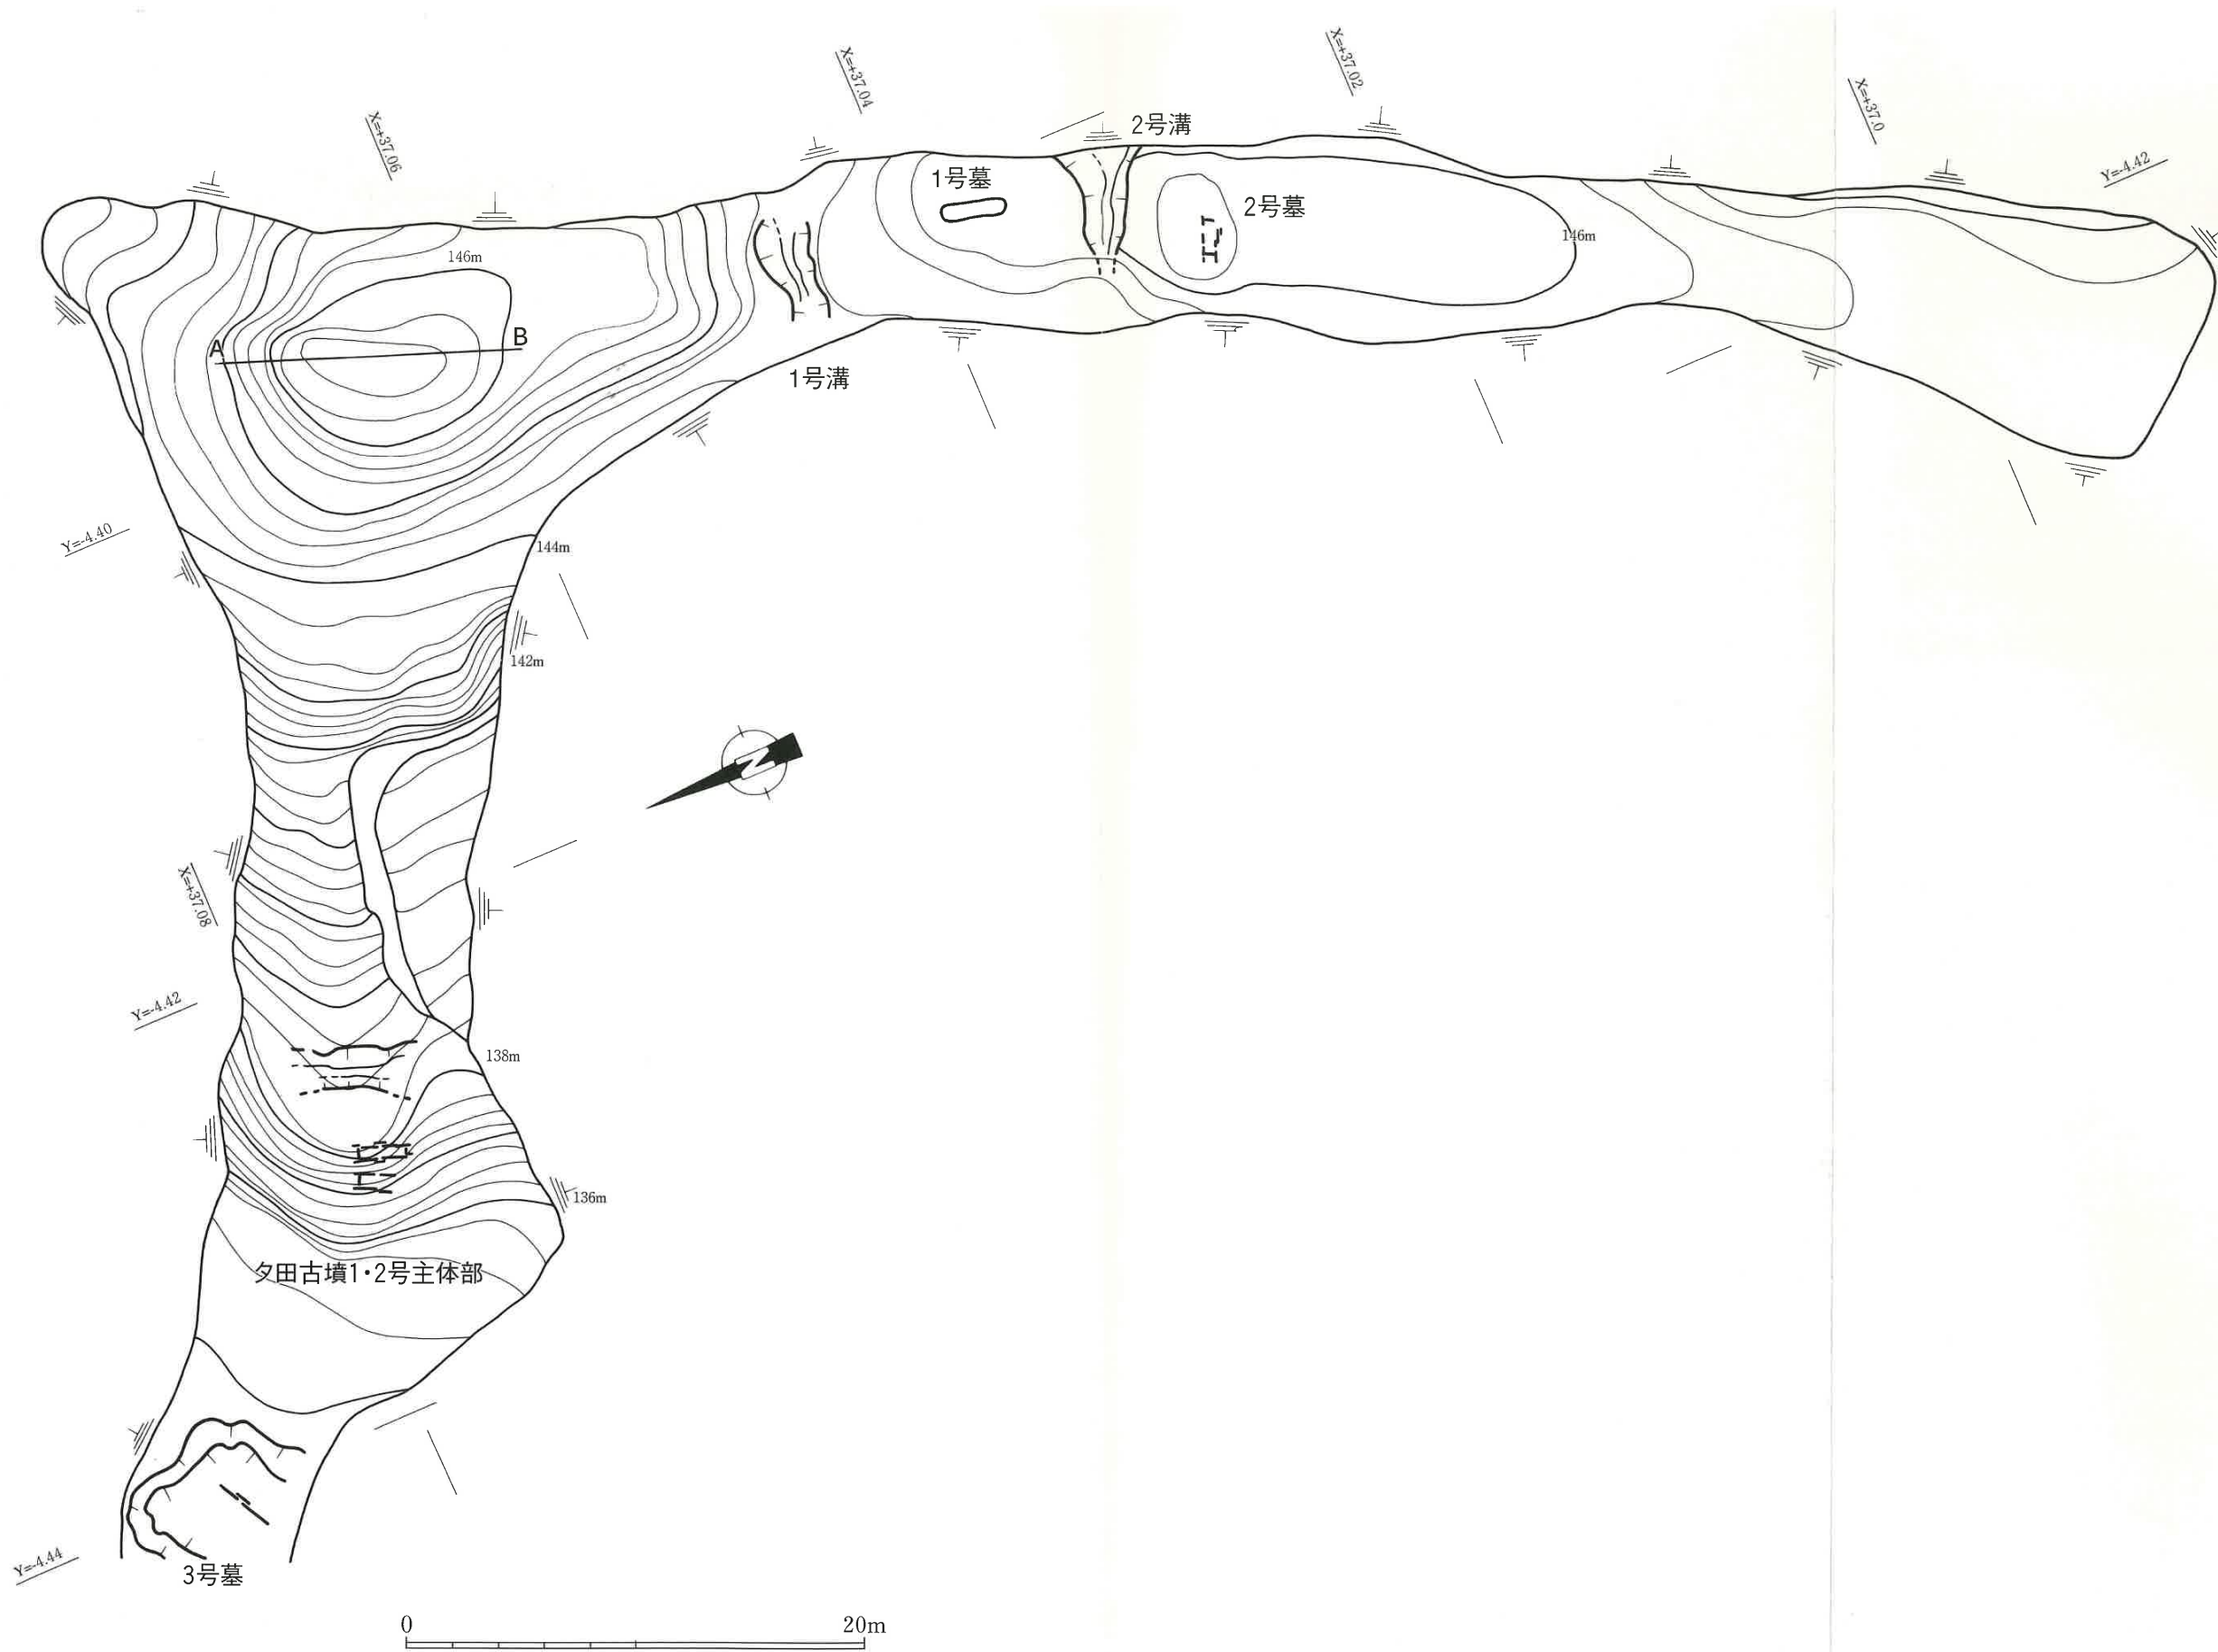 X=+37.02
X=+37.04
X=+37.0
X=+37.06
2号溝
Y=-4.42
1号墓
2号墓
146m
146m
A
B
1号溝
Y=-4.40
144m
142m
N
X=+37.08
Y=-4.42
138m
136m
夕田古墳1・2号主体部
Y=-4.44
3号墓
0
20m